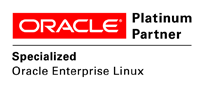 ORACLE
Platinum
Partner
Specialized
Oracle Enterprise Linux